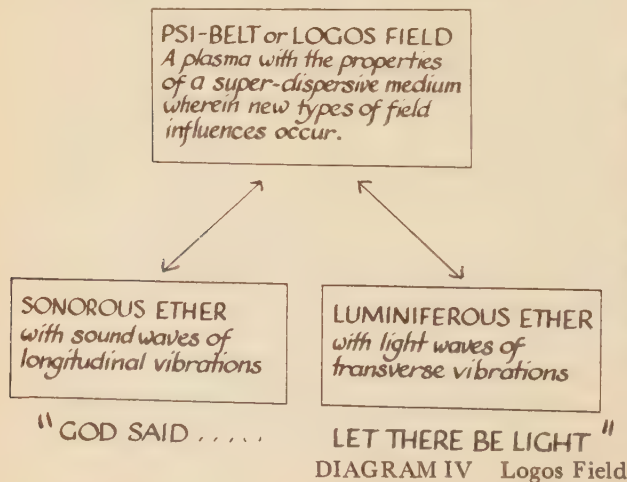 PSI-BELT or LOGOS FIELD
A plasma with the properties
of a super-dispersive medium
wherein new types of field
influences occur.
SONOROUS ETHER
with sound waves of
longitudinal vibrations
LUMINIFEROUS ETHER
with light waves of
transverse vibrations
"GOD SAID .....
LET THERE BE LIGHT"
DIAGRAM IV Logos Field